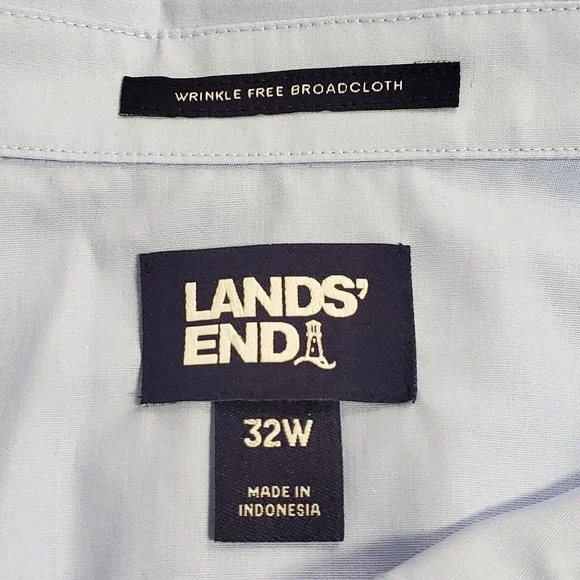 WRINKLE FREE BROADCLOTH
LANDS'
END
32W
MADE IN
INDONESIA